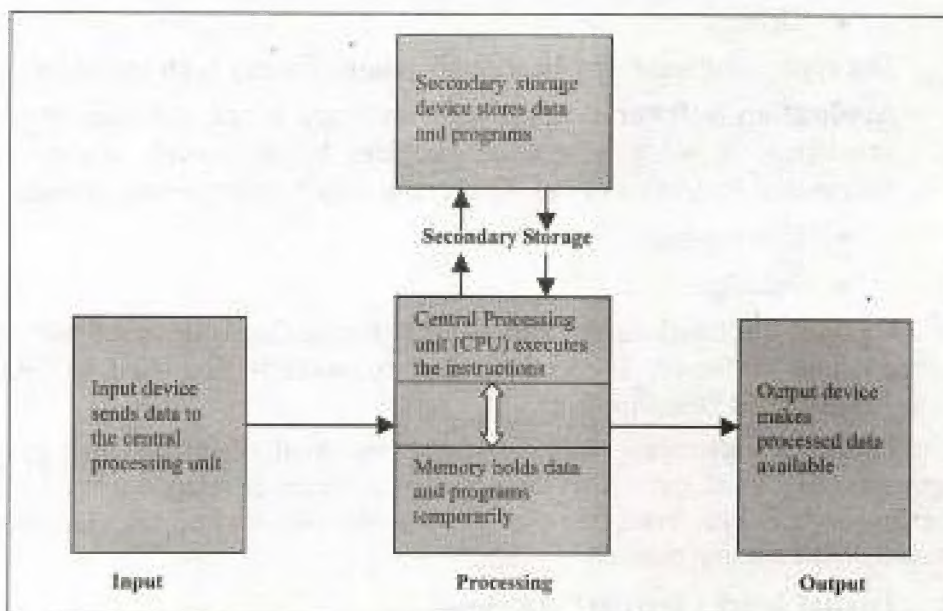 Secondary storage
device stores data
and programs
Secondary Storage
Input device
sends data to
the central
processing unit
Central Processing
unit (CPU) executes
the instructions
Memory holds data
and programs
temporarily
Output device
makes
processed data
available
Input
Processing
Output